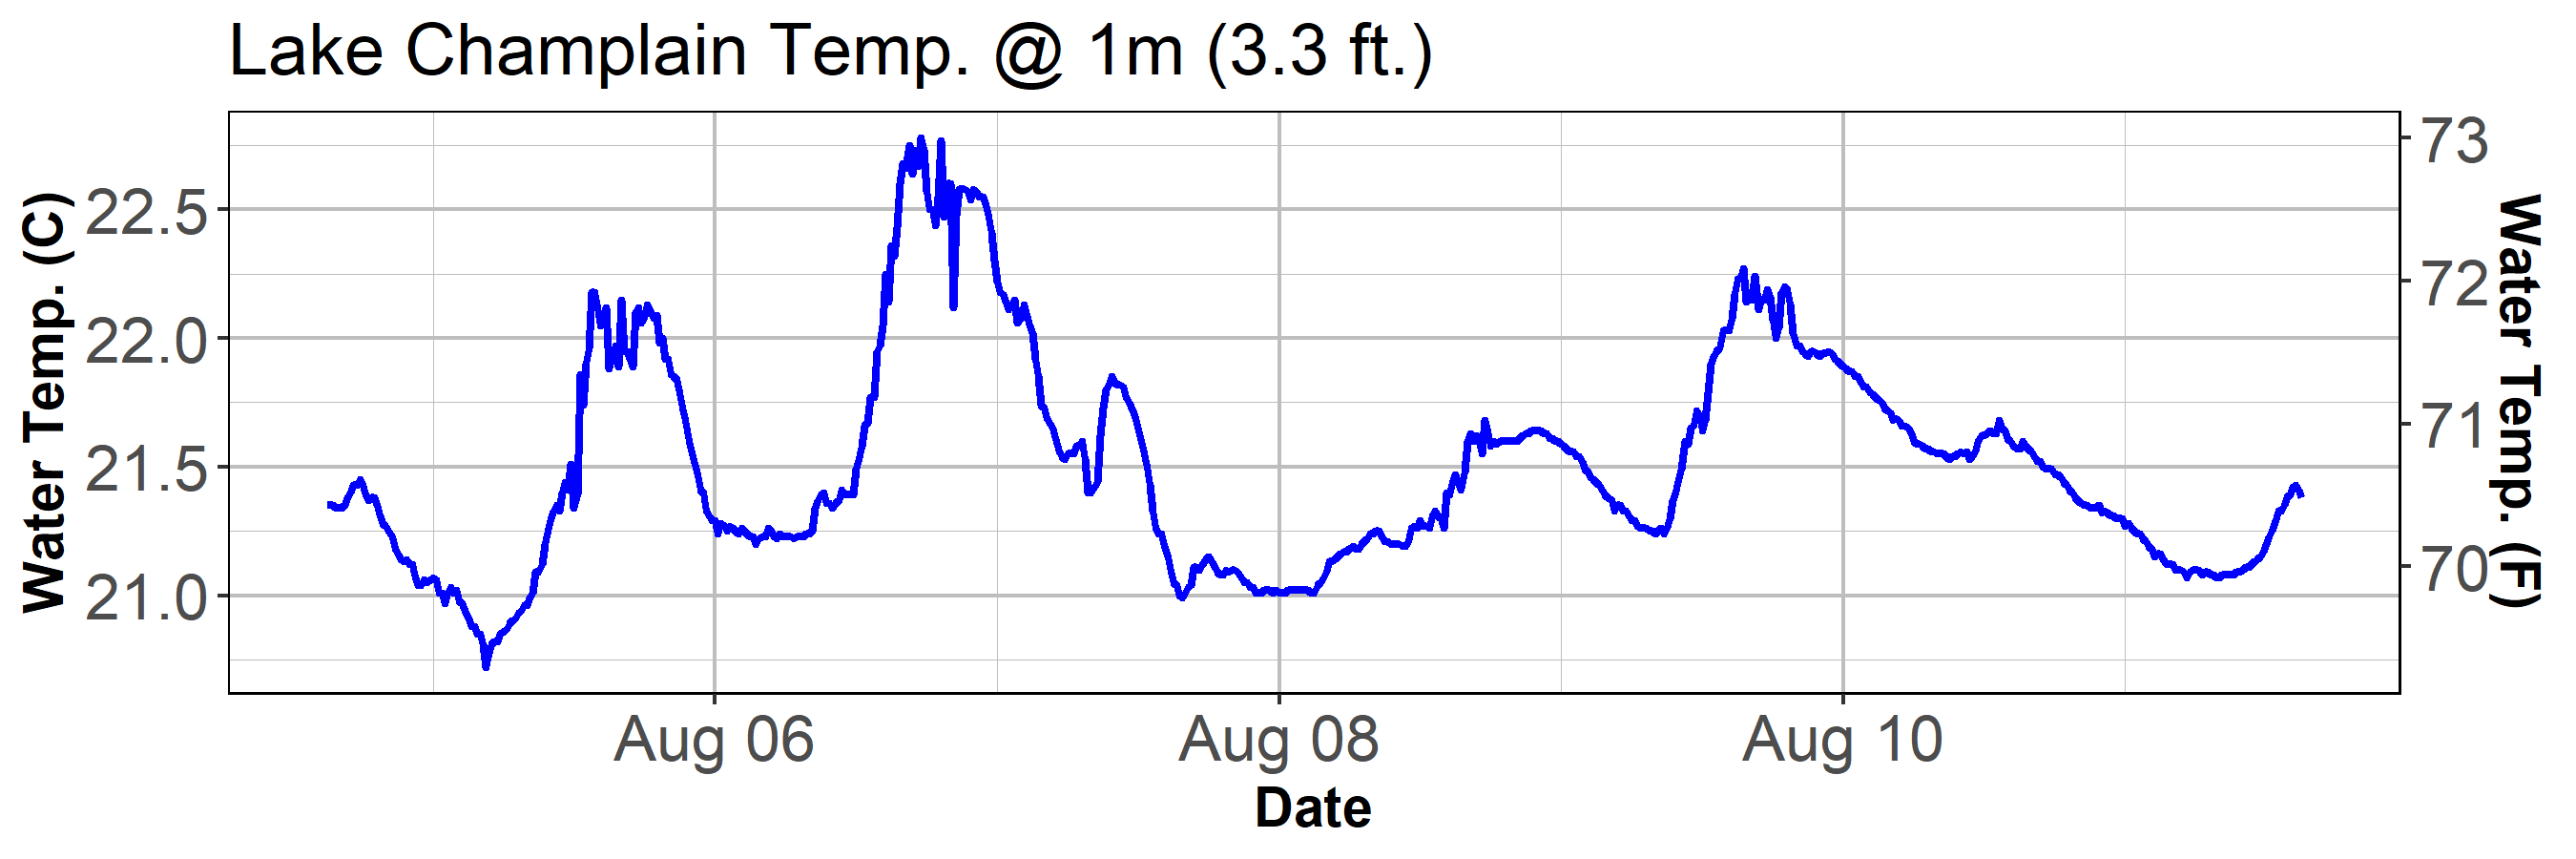 Lake Champlain Temp. @ 1m (3.3 ft.)
Water Temp. (C)
22.5
22.0
21.5
21.0
73
72
71
70
Water Temp. (F)
Aug 06
Aug 08
Aug 10
Date